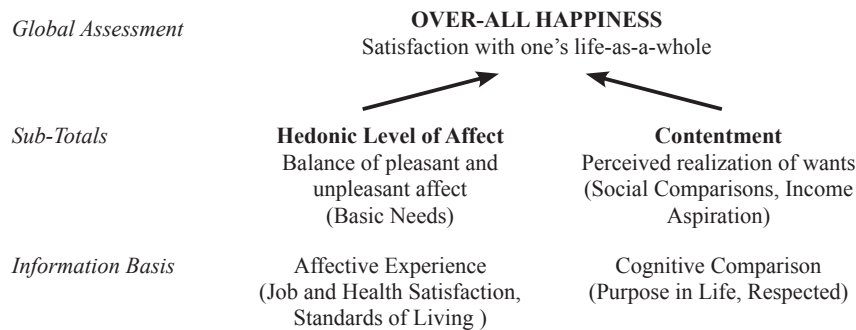 Global Assessment
OVER-ALL HAPPINESS
Satisfaction with one’s life-as-a-whole
Sub-Totals
Hedonic Level of Affect
Balance of pleasant and
unpleasant affect
(Basic Needs)
Contentment
Perceived realization of wants
(Social Comparisons, Income
Aspiration)
Information Basis
Affective Experience
(Job and Health Satisfaction,
Standards of Living )
Cognitive Comparison
(Purpose in Life, Respected)